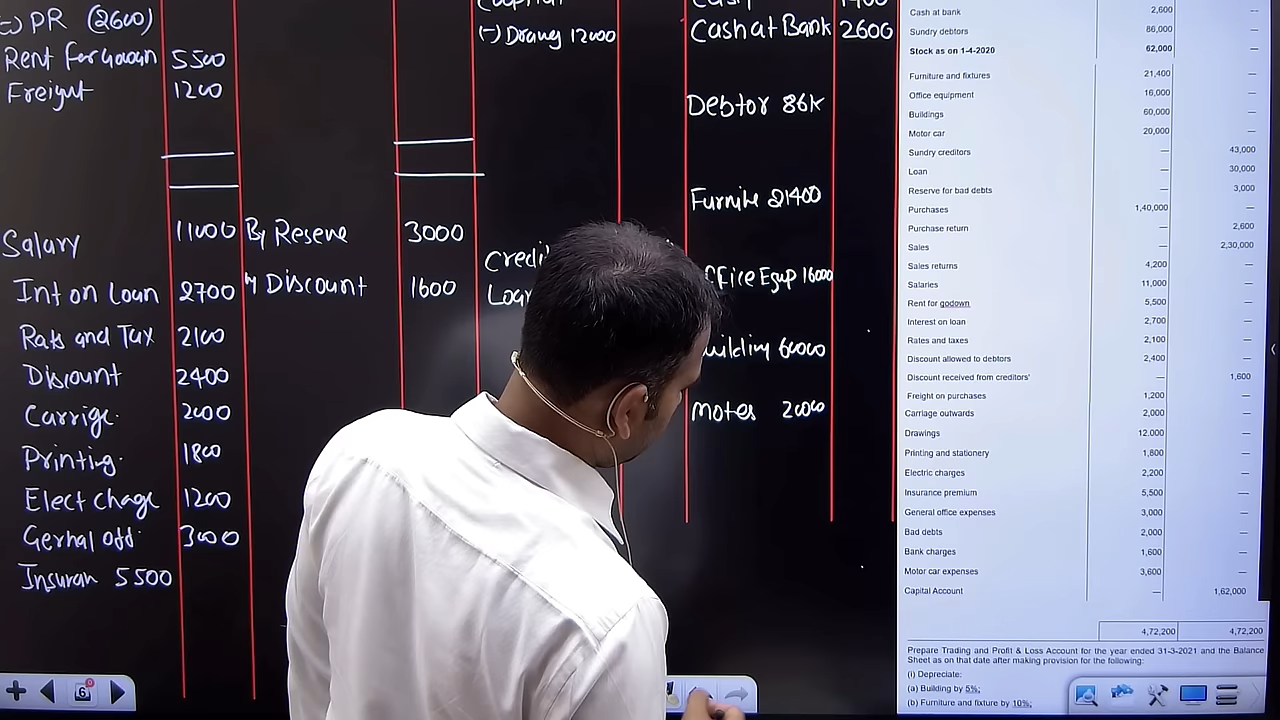 (-) PR (2600)
Rent for Godown 5500
Freight 1200
Salary 11000
Int on Loan 2700
Rats and Tax 2100
Discount 2400
Carrige. 2000
Printing. 1800
Elect chage 1200
Gerhal off. 3000
Insuran 5500
By Reserve 3000
by Discount 1600
Capital
(-) Drawg 12000
Credi
Loan
Cash 1400
Cash at Bank 2600
Debtor 86K
Furnite 21400
ffice Equp 16000
uilding 60000
motes 20000
Cash at bank 2,600 —
Sundry debtors 86,000 —
Stock as on 1-4-2020 62,000 —
Furniture and fixtures 21,400 —
Office equipment 16,000 —
Buildings 60,000 —
Motor car 20,000 —
Sundry creditors — 43,000
Loan — 30,000
Reserve for bad debts — 3,000
Purchases 1,40,000 —
Purchase return — 2,600
Sales — 2,30,000
Sales returns 4,200 —
Salaries 11,000 —
Rent for godown 5,500 —
Interest on loan 2,700 —
Rates and taxes 2,100 —
Discount allowed to debtors 2,400 —
Discount received from creditors' — 1,600
Freight on purchases 1,200 —
Carriage outwards 2,000 —
Drawings 12.000 —
Printing and stationery 1,800 —
Electric charges 2,200 —
Insurance premium 5,500 —
General office expenses 3,000 —
Bad debts 2,000 —
Bank charges 1,600 —
Motor car expenses 3,600 —
Capital Account — 1,62,000
4,72,200 4,72,200
Prepare Trading and Profit & Loss Account for the year ended 31-3-2021 and the Balance
Sheet as on that date after making provision for the following:
(i) Depreciate:
(a) Building by 5%;
(b) Furniture and fixture by 10%;